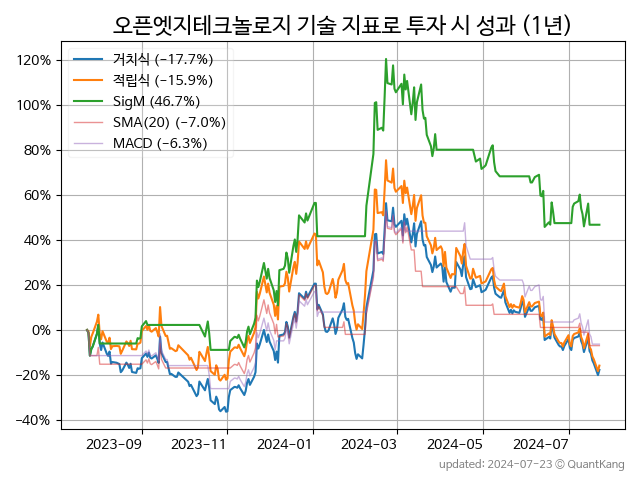 오픈엣지테크놀로지 기술 지표로 투자 시 성과 (1년)
120%
100%
80%
60%
40%
20%
0%
−20%
−40%
거치식 (−17.7%)
적립식 (−15.9%)
SigM (46.7%)
SMA(20) (−7.0%)
MACD (−6.3%)
2023-09
2023-11
2024-01
2024-03
2024-05
2024-07
updated: 2024-07-23 © QuantKang